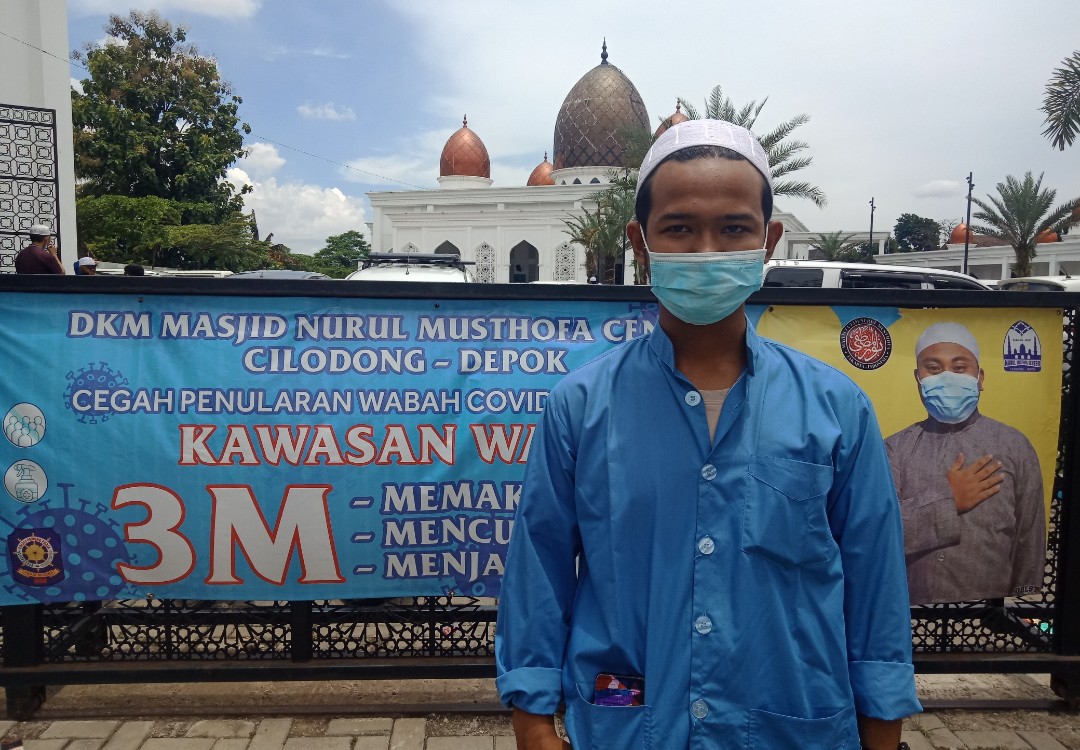 DKM MASJID NURUL MUSTHOFA CEN
CILODONG – DEPOK
CEGAH PENULARAN WABAH COVID
KAWASAN WA
3M
– MEMAK
– MENCU
– MENJA